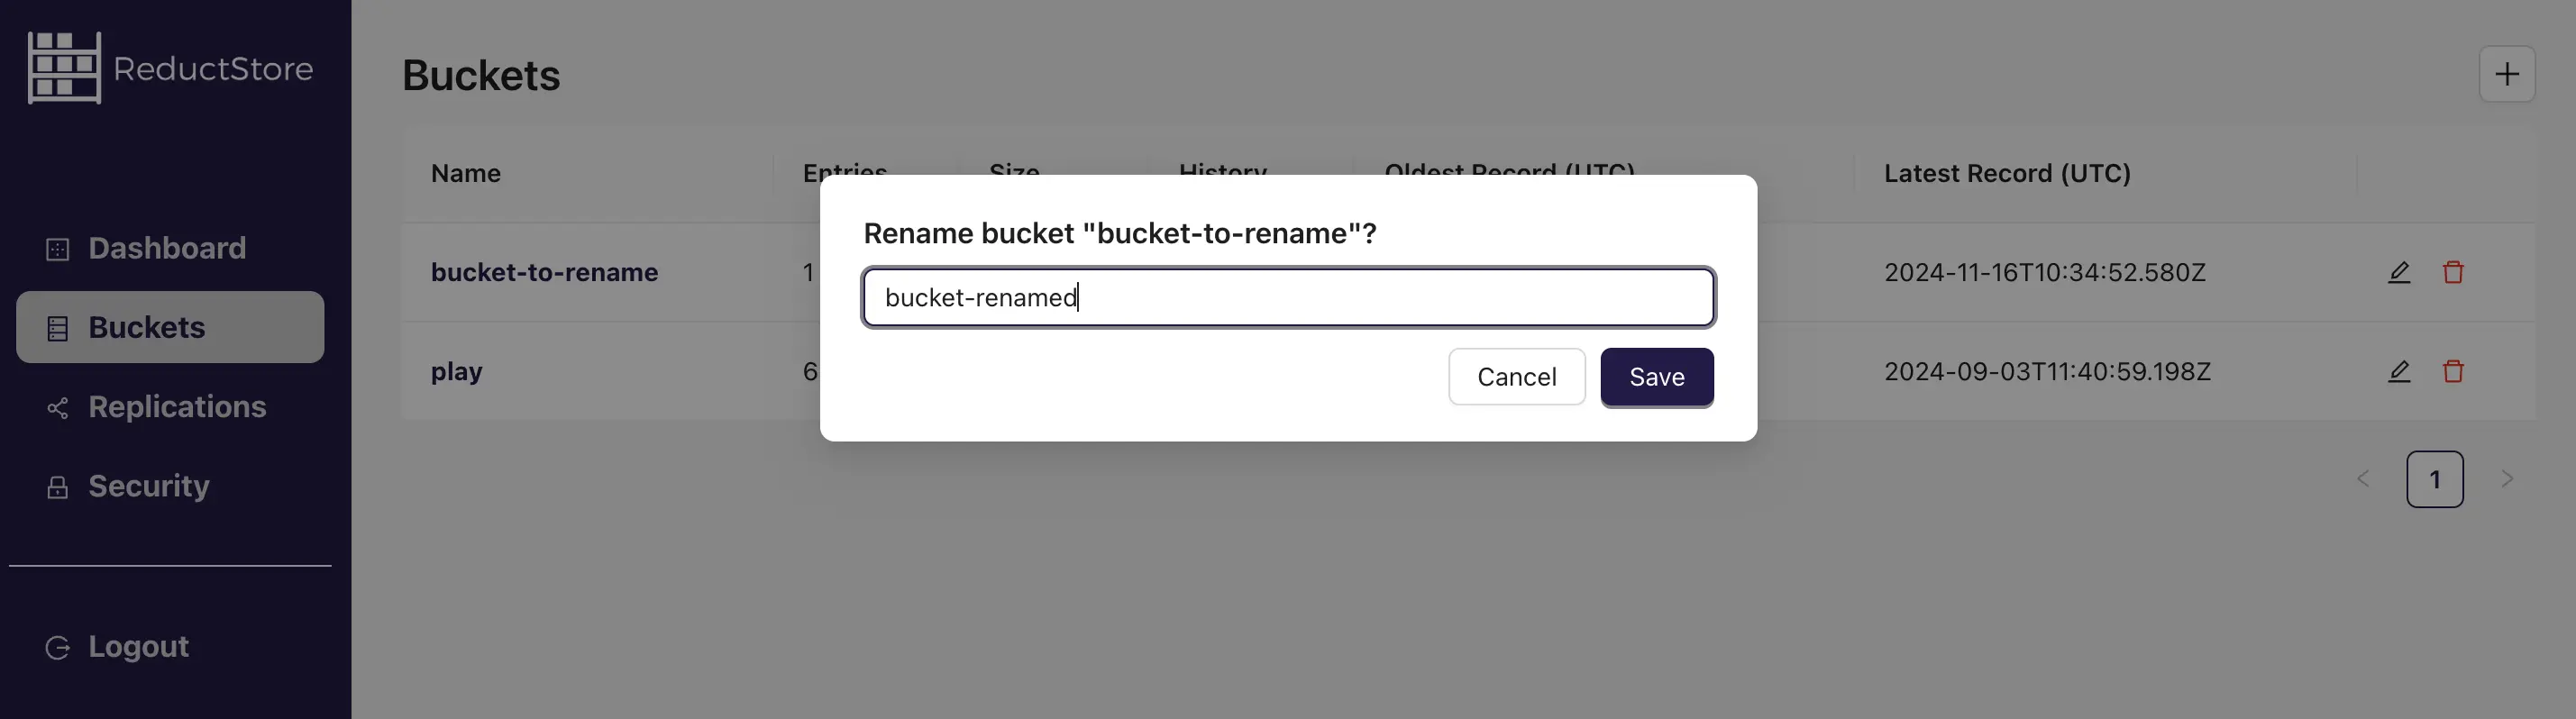 ReductStore
Dashboard
Buckets
Replications
Security
Logout
Buckets
Name Entries Size History Oldest Record (UTC) Latest Record (UTC)
bucket-to-rename 1 2024-11-16T10:34:52.580Z
play 6 2024-09-03T11:40:59.198Z
Rename bucket "bucket-to-rename"?
bucket-renamed
Cancel Save
< 1 >